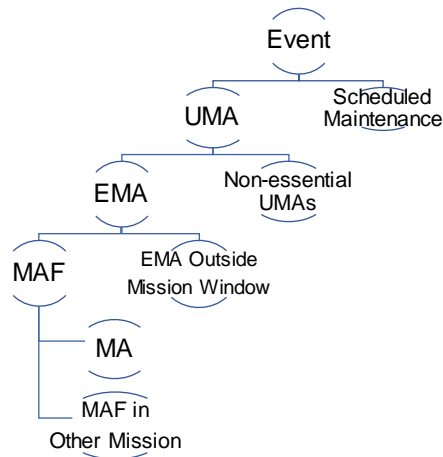 Event
UMA
Scheduled
Maintenance
EMA
Non-essential
UMAs
MAF
EMA Outside
Mission Window
MA
MAF in
Other Mission